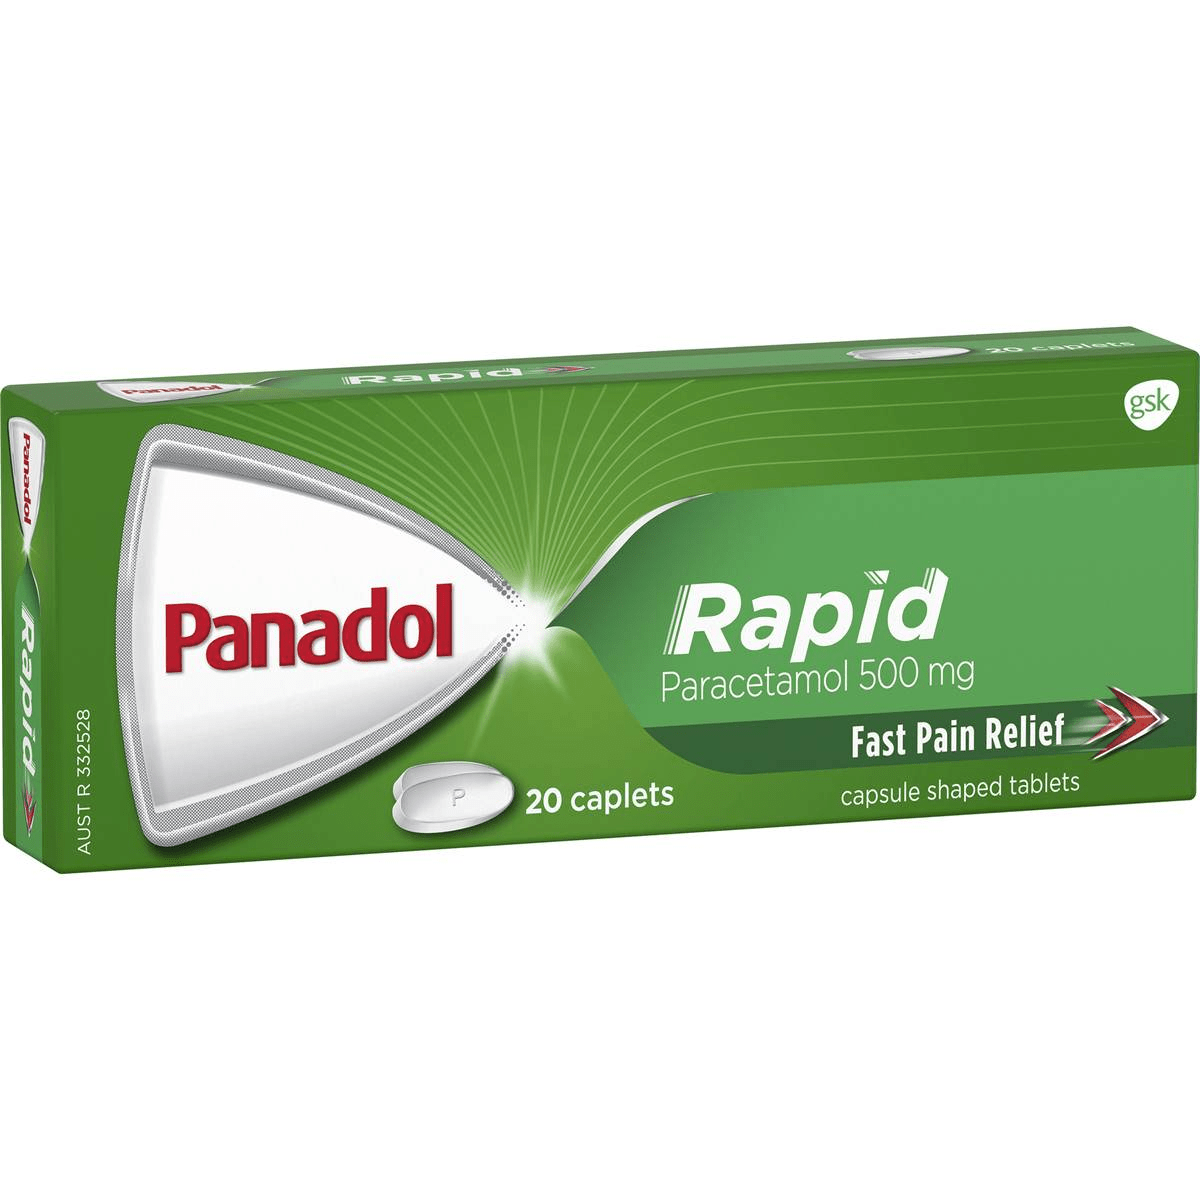 Panadol Rapid 20 caplets
gsk
Panadol
Rapid
Panadol
Rapid
Paracetamol 500 mg
Fast Pain Relief
20 caplets
capsule shaped tablets
P
AUST R 332528